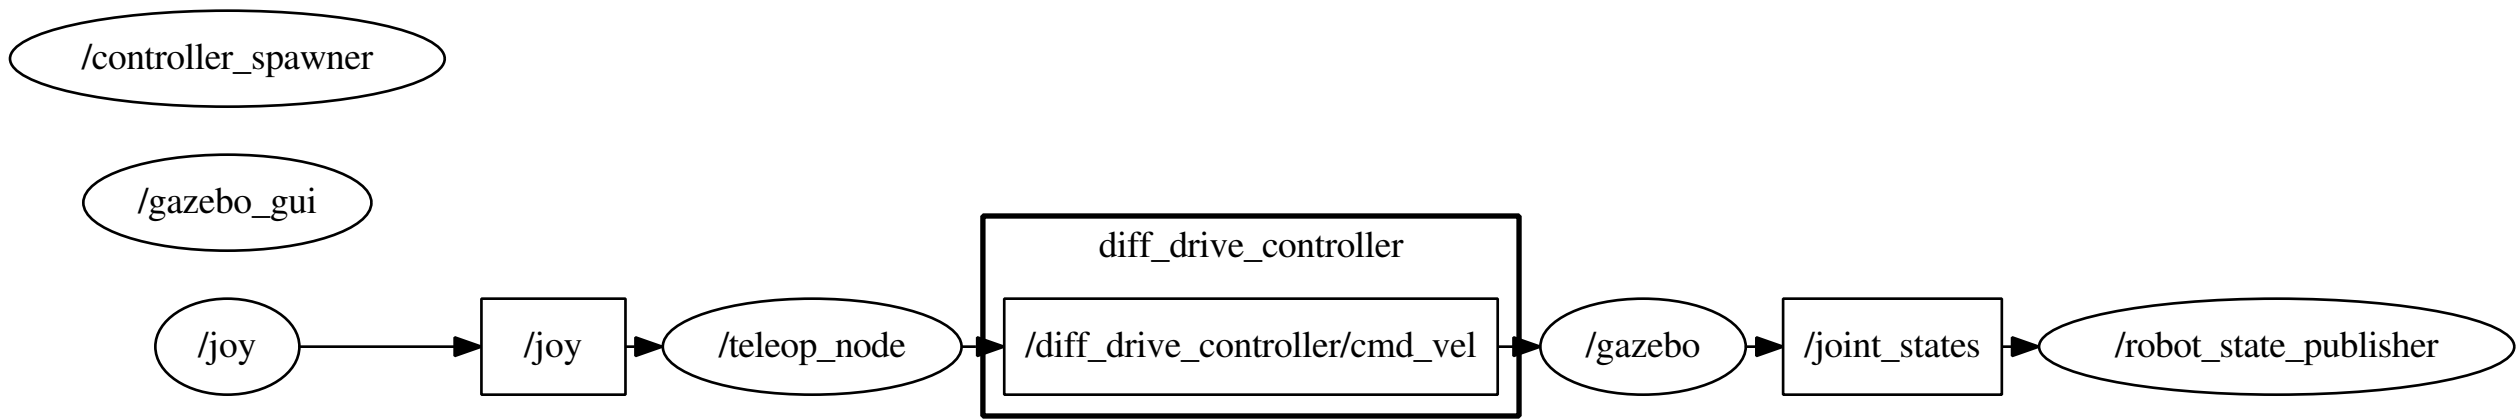 /controller_spawner
/gazebo_gui
diff_drive_controller
/joy
/joy
/teleop_node
/diff_drive_controller/cmd_vel
/gazebo
/joint_states
/robot_state_publisher